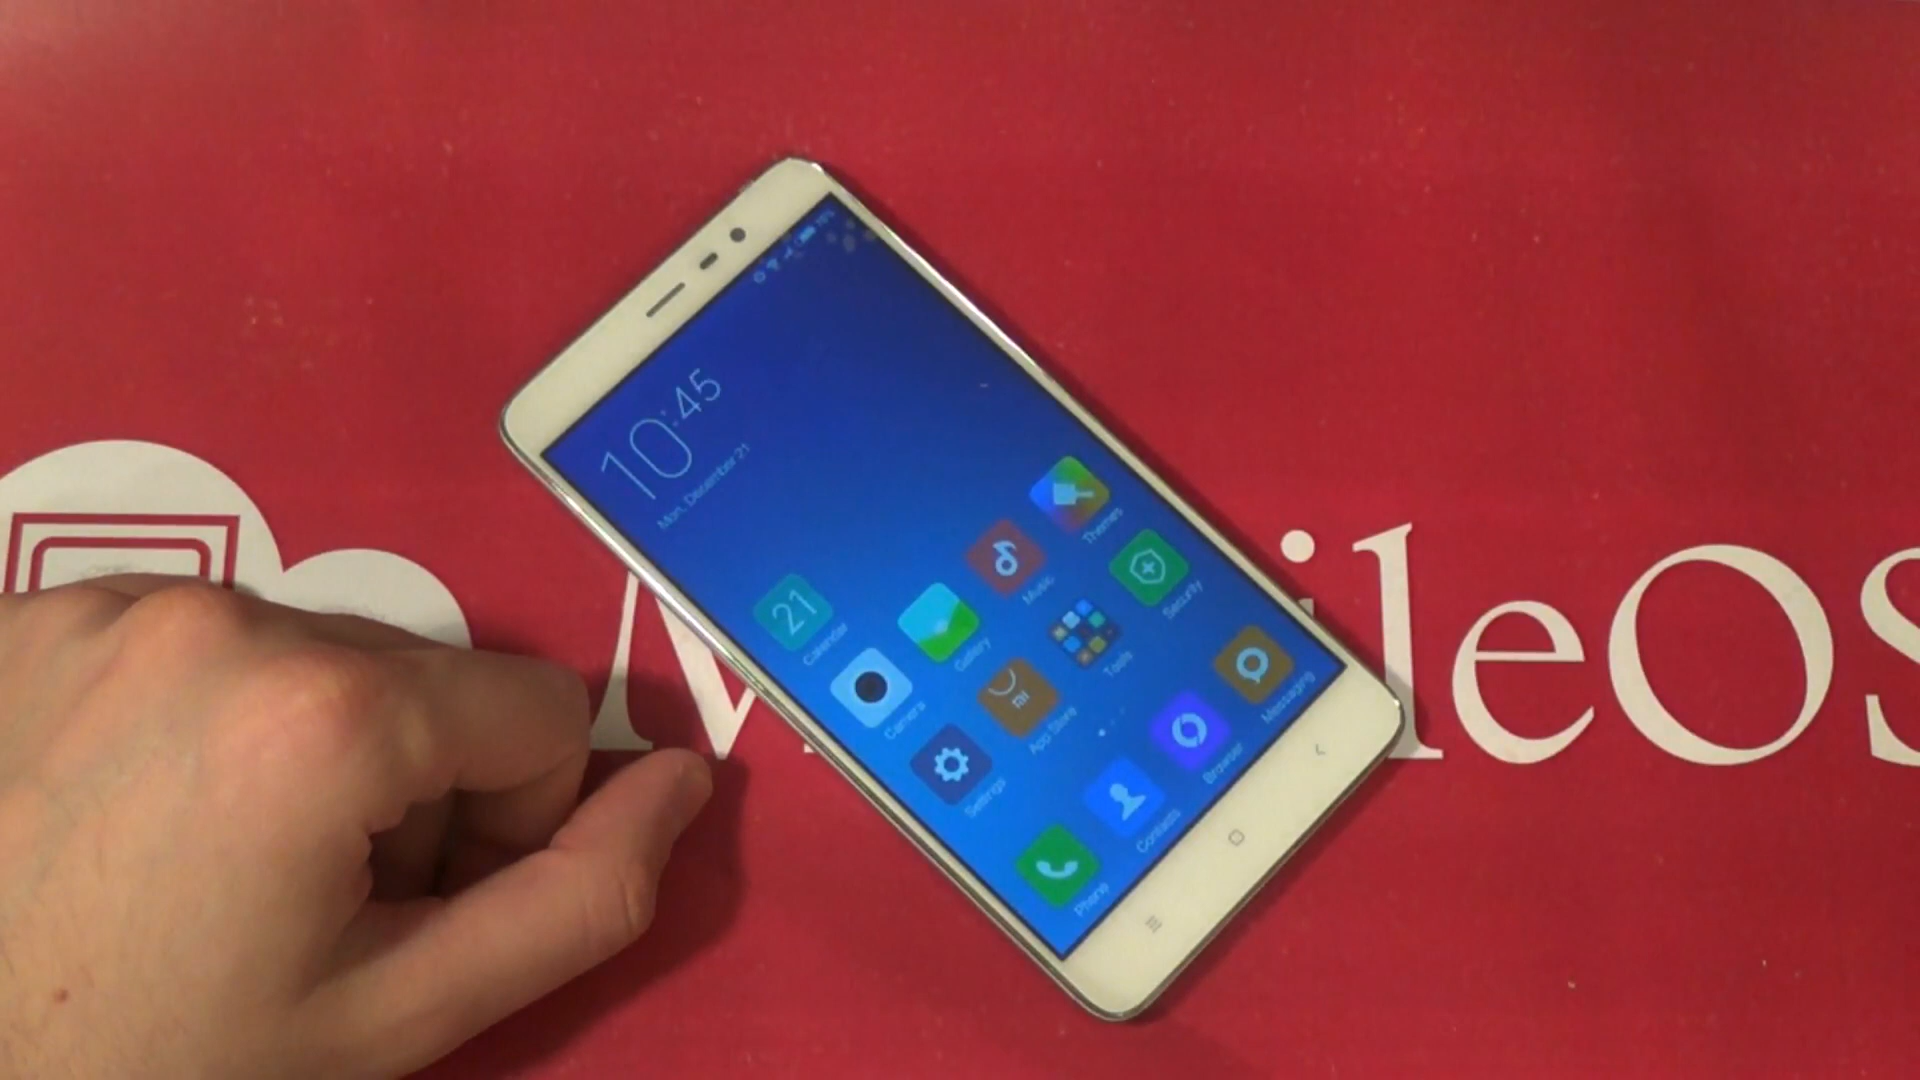 10:45
Mon, December 21
21
Calendar
Gallery
Music
Themes
Camera
mi
App Store
Tools
Security
Settings
Phone
Contacts
Browser
Messaging
M ileOS